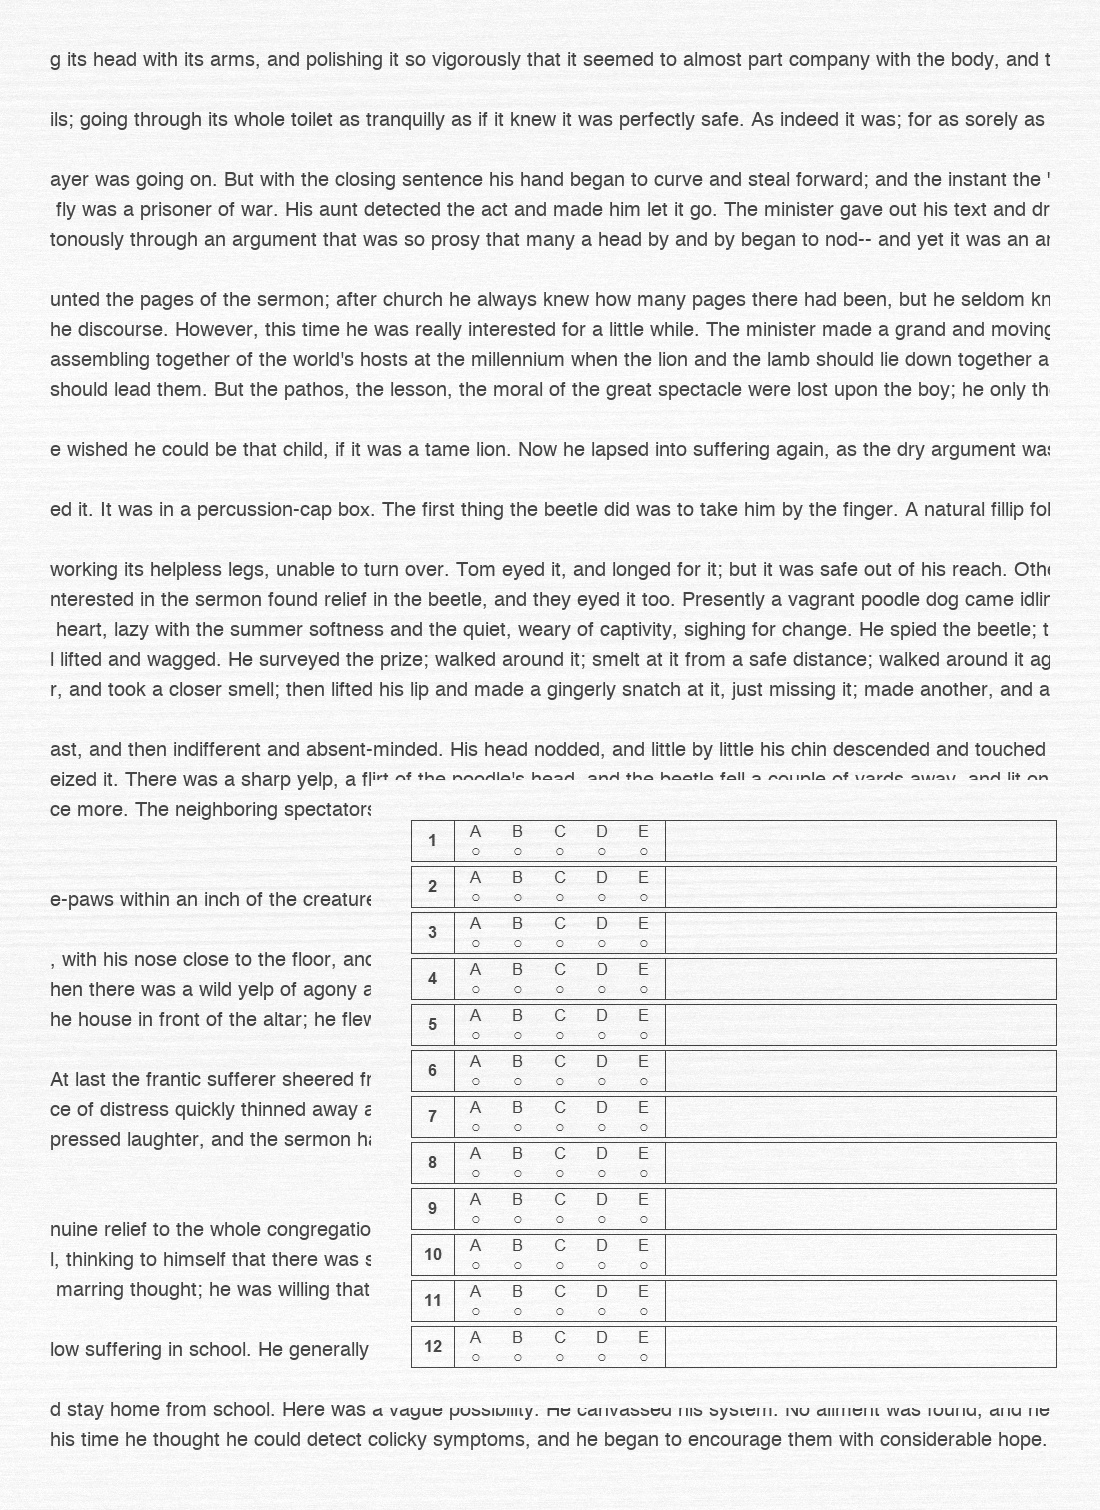 g its head with its arms, and polishing it so vigorously that it seemed to almost part company with the body, and t
ils; going through its whole toilet as tranquilly as if it knew it was perfectly safe. As indeed it was; for as sorely as
ayer was going on. But with the closing sentence his hand began to curve and steal forward; and the instant the '
fly was a prisoner of war. His aunt detected the act and made him let it go. The minister gave out his text and dr
tonously through an argument that was so prosy that many a head by and by began to nod-- and yet it was an ar
unted the pages of the sermon; after church he always knew how many pages there had been, but he seldom kn
he discourse. However, this time he was really interested for a little while. The minister made a grand and moving
assembling together of the world's hosts at the millennium when the lion and the lamb should lie down together a
should lead them. But the pathos, the lesson, the moral of the great spectacle were lost upon the boy; he only th
e wished he could be that child, if it was a tame lion. Now he lapsed into suffering again, as the dry argument was
ed it. It was in a percussion-cap box. The first thing the beetle did was to take him by the finger. A natural fillip fol
working its helpless legs, unable to turn over. Tom eyed it, and longed for it; but it was safe out of his reach. Othe
nterested in the sermon found relief in the beetle, and they eyed it too. Presently a vagrant poodle dog came idlin
heart, lazy with the summer softness and the quiet, weary of captivity, sighing for change. He spied the beetle; t
l lifted and wagged. He surveyed the prize; walked around it; smelt at it from a safe distance; walked around it ag
r, and took a closer smell; then lifted his lip and made a gingerly snatch at it, just missing it; made another, and a
ast, and then indifferent and absent-minded. His head nodded, and little by little his chin descended and touched
eized it. There was a sharp yelp, a flirt of the poodle's head, and the beetle fell a couple of yards away, and lit on
ce more. The neighboring spectators
e-paws within an inch of the creature
, with his nose close to the floor, and
hen there was a wild yelp of agony a
he house in front of the altar; he flew
At last the frantic sufferer sheered fr
ce of distress quickly thinned away a
pressed laughter, and the sermon ha
nuine relief to the whole congregatio
l, thinking to himself that there was s
marring thought; he was willing that
low suffering in school. He generally
1 A B C D E
2 A B C D E
3 A B C D E
4 A B C D E
5 A B C D E
6 A B C D E
7 A B C D E
8 A B C D E
9 A B C D E
10 A B C D E
11 A B C D E
12 A B C D E
d stay home from school. Here was a vague possibility. He canvassed his system. No ailment was found, and he
his time he thought he could detect colicky symptoms, and he began to encourage them with considerable hope.